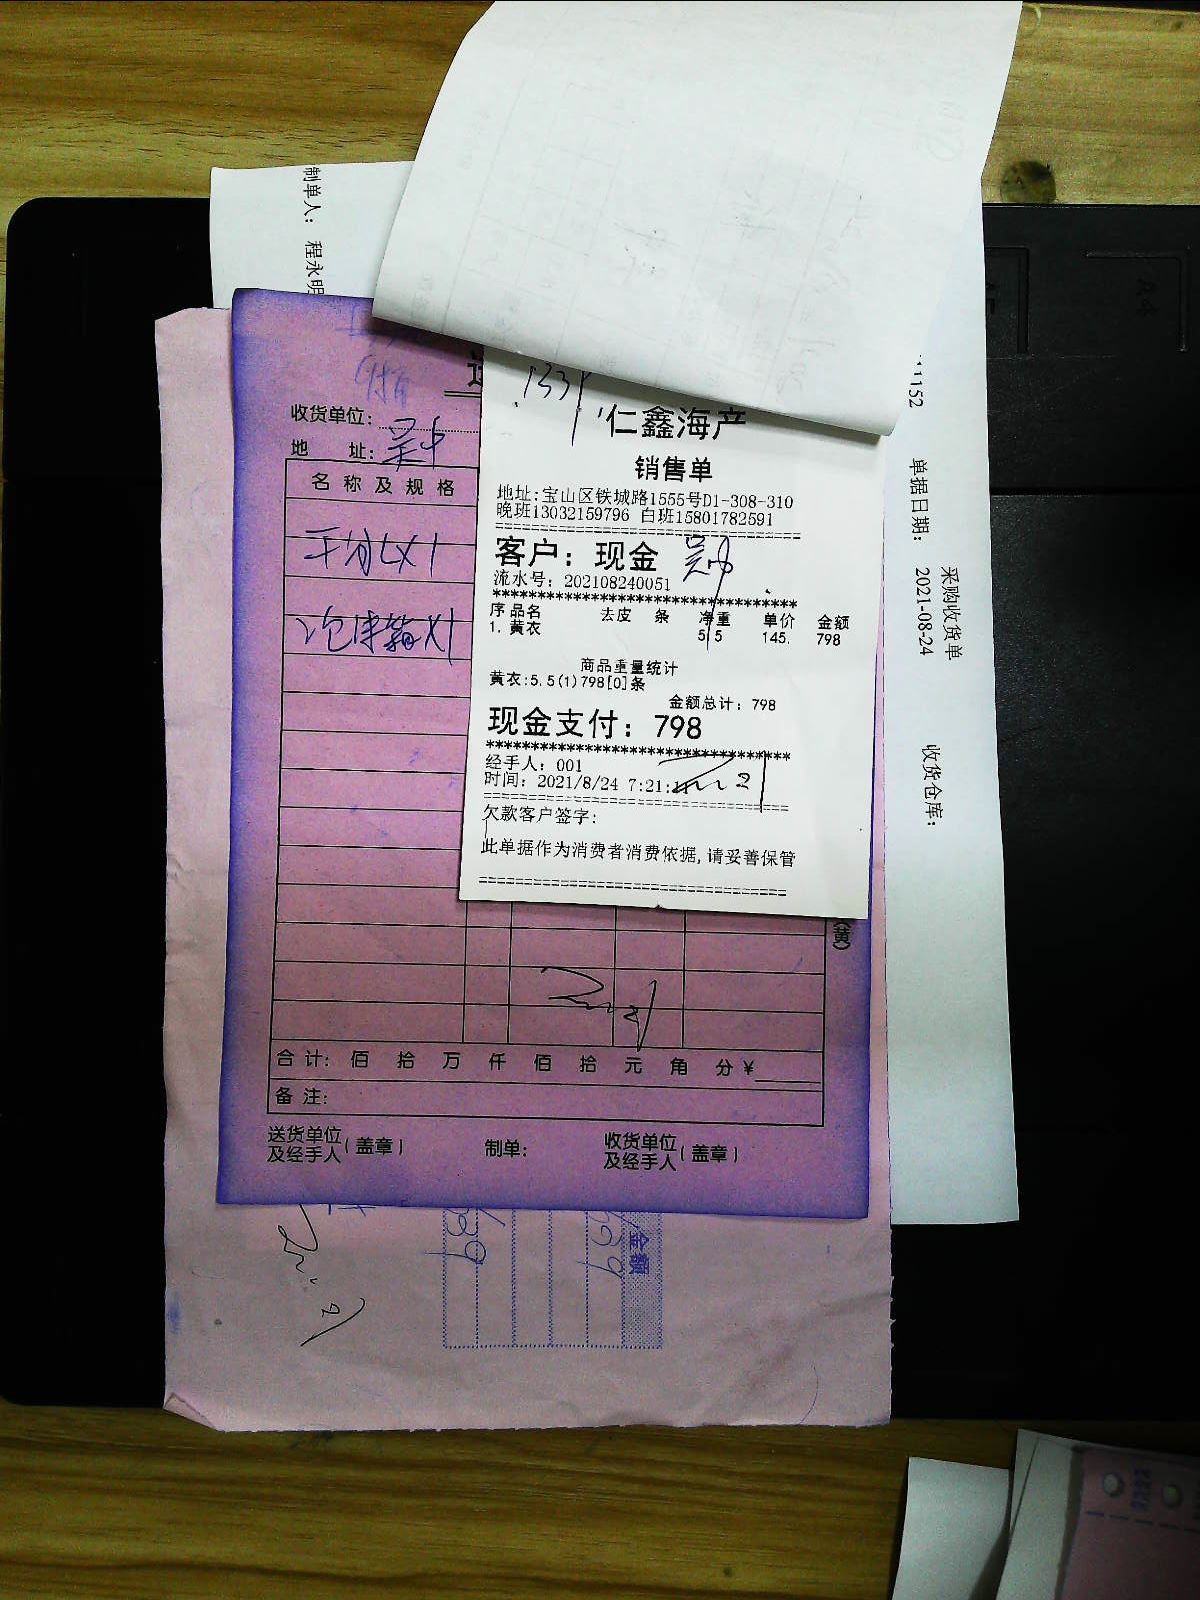 制单人： 程永明
1152
单据日期： 2021-08-24
采购收货单
收货仓库：
送
收货单位：
地 址：
名 称 及 规 格
仁鑫海产
销售单
地址:宝山区铁城路1555号D1-308-310
晚班13032159796 白班15801782591
客户： 现金
流水号: 202108240051
序 品名 去皮 条 净重 单价 金额
1. 黄衣 5.5 145. 798
商品重量统计
黄衣:5.5(1)798[0]条
金额总计: 798
现金支付: 798
经手人: 001
时间: 2021/8/24 7:21:
欠款客户签字:
此单据作为消费者消费依据,请妥善保管
(黄)
合 计: 佰 拾 万 仟 佰 拾 元 角 分 ¥
备 注:
送货单位及经手人(盖章) 制单: 收货单位及经手人(盖章)
金额